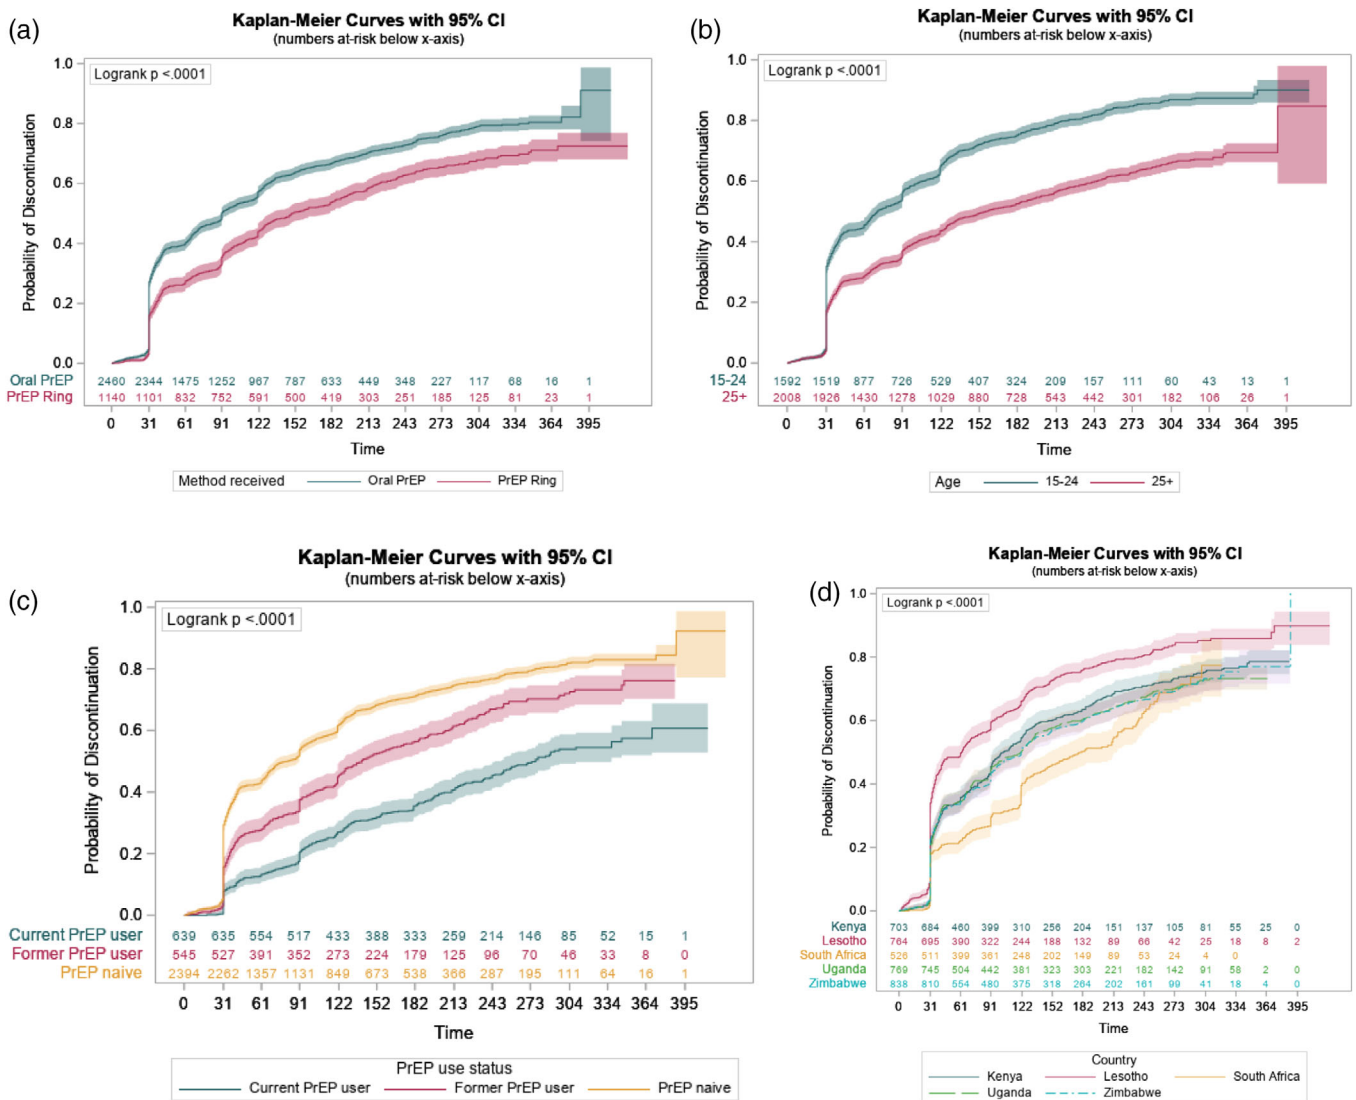 (a)
Kaplan-Meier Curves with 95% CI
(numbers at-risk below x-axis)
Logrank p <.0001
Probability of Discontinuation
1.0
0.8
0.6
0.4
0.2
0.0
Oral PrEP 2460 2344 1475 1252 967 787 633 449 348 227 117 68 16 1
PrEP Ring 1140 1101 832 752 591 500 419 303 251 185 125 81 23 1
0 31 61 91 122 152 182 213 243 273 304 334 364 395
Time
Method received Oral PrEP PrEP Ring
(b)
Kaplan-Meier Curves with 95% CI
(numbers at-risk below x-axis)
Logrank p <.0001
Probability of Discontinuation
1.0
0.8
0.6
0.4
0.2
0.0
15-24 1592 1519 877 726 529 407 324 209 157 111 60 43 13 1
25+ 2008 1926 1430 1278 1029 880 728 543 442 301 182 106 26 1
0 31 61 91 122 152 182 213 243 273 304 334 364 395
Time
Age 15-24 25+
(c)
Kaplan-Meier Curves with 95% CI
(numbers at-risk below x-axis)
Logrank p <.0001
Probability of Discontinuation
1.0
0.8
0.6
0.4
0.2
0.0
Current PrEP user 639 635 554 517 433 388 333 259 214 146 85 52 15 1
Former PrEP user 545 527 391 352 273 224 179 125 96 70 46 33 8 0
PrEP naive 2394 2262 1357 1131 849 673 538 366 287 195 111 64 16 1
0 31 61 91 122 152 182 213 243 273 304 334 364 395
Time
PrEP use status
Current PrEP user Former PrEP user PrEP naive
(d)
Kaplan-Meier Curves with 95% CI
(numbers at-risk below x-axis)
Logrank p <.0001
Probability of Discontinuation
1.0
0.8
0.6
0.4
0.2
0.0
Kenya 703 684 460 399 310 256 204 151 137 105 81 55 25 0
Lesotho 764 695 390 322 244 188 132 89 66 42 25 18 8 2
South Africa 526 511 399 361 248 202 149 89 53 24 4 0
Uganda 769 745 504 442 381 323 303 221 182 142 91 58 2 0
Zimbabwe 838 810 554 480 375 318 264 202 161 99 41 18 4 0
0 31 61 91 122 152 182 213 243 273 304 334 364 395
Time
Country
Kenya Lesotho South Africa
Uganda Zimbabwe